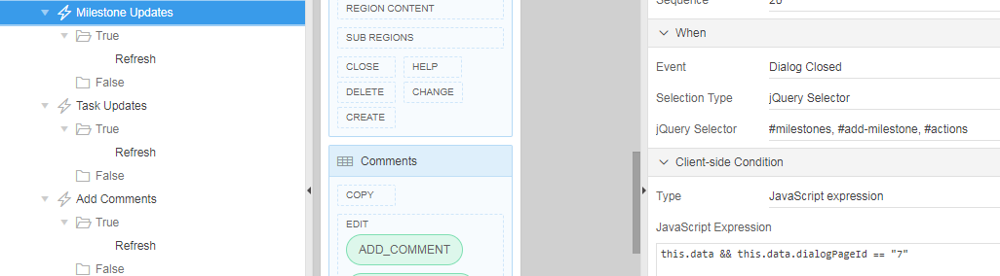 Milestone Updates
True
Refresh
False
Task Updates
True
Refresh
False
Add Comments
True
Refresh
False
REGION CONTENT
SUB REGIONS
CLOSE HELP
DELETE CHANGE
CREATE
Comments
COPY
EDIT
ADD_COMMENT
Sequence 20
When
Event Dialog Closed
Selection Type jQuery Selector
jQuery Selector #milestones, #add-milestone, #actions
Client-side Condition
Type JavaScript expression
JavaScript Expression
this.data && this.data.dialogPageId == "7"